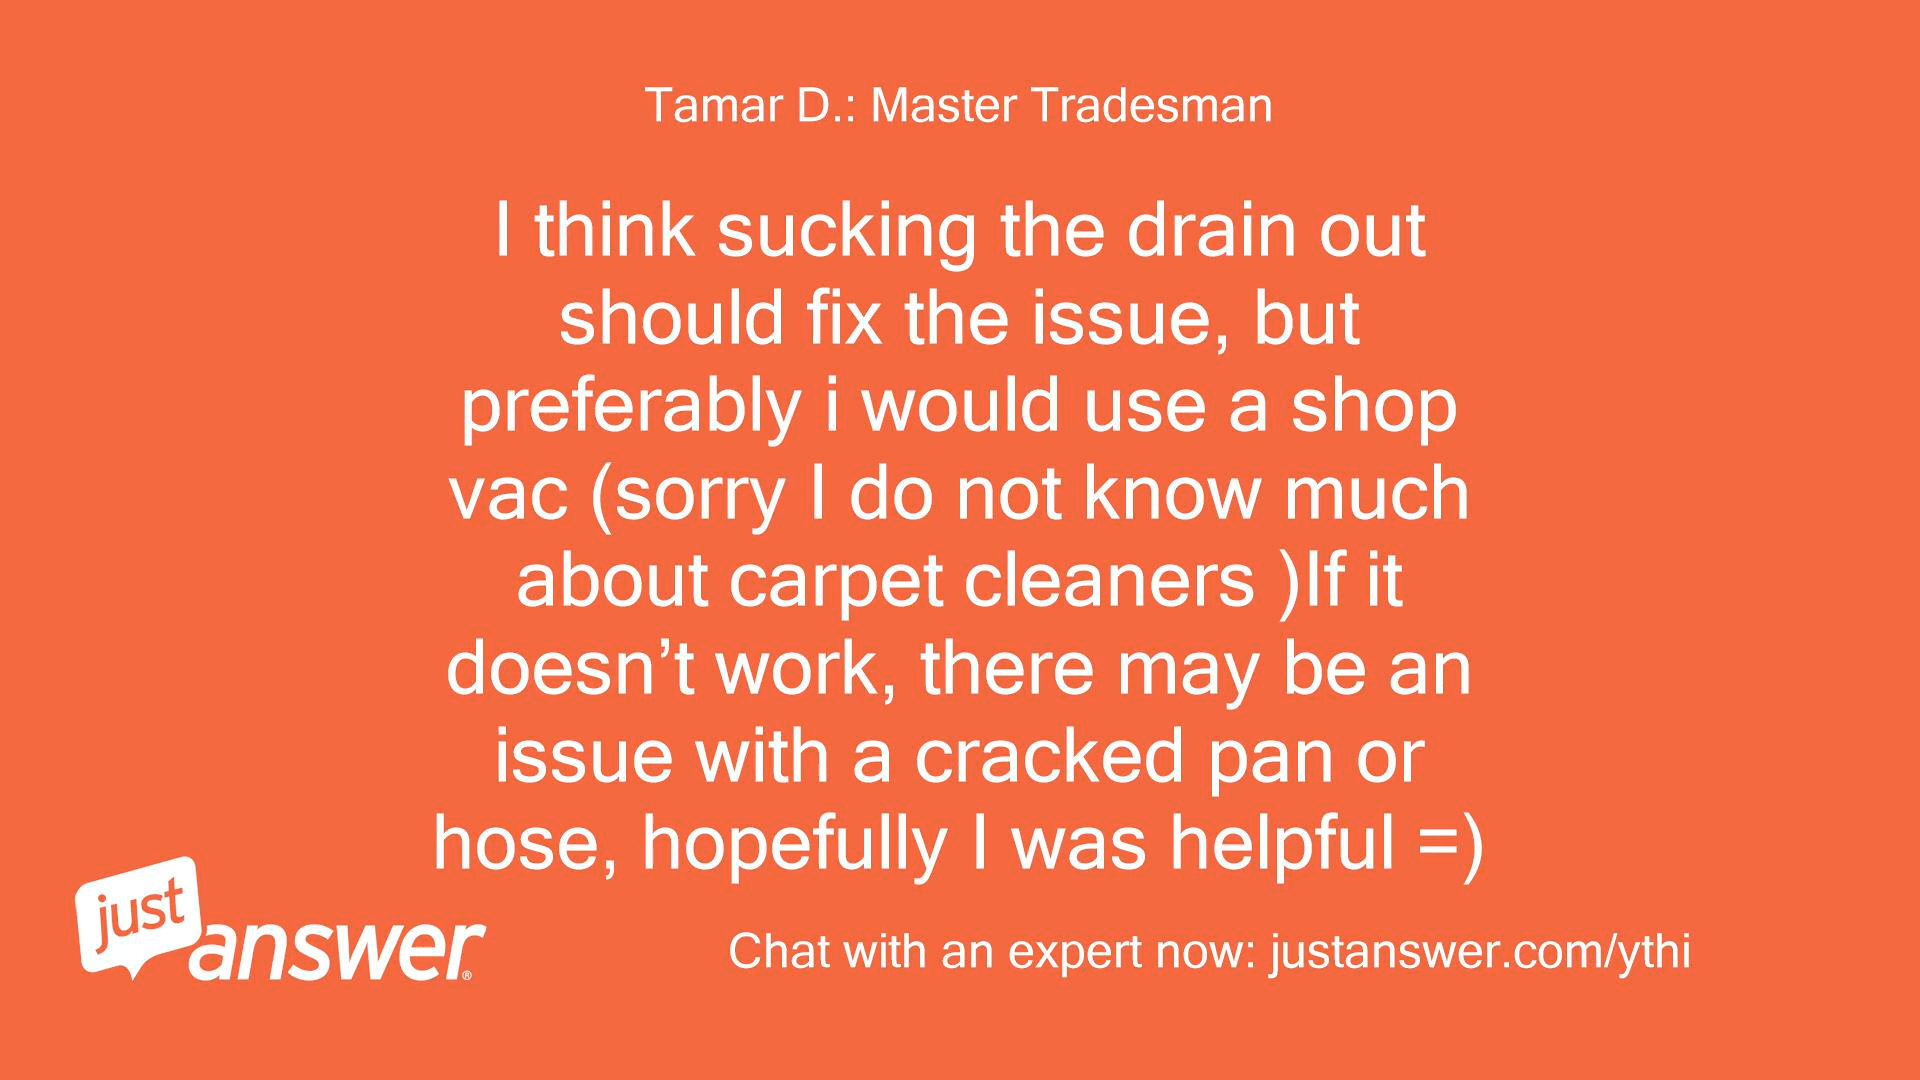 Tamar D.: Master Tradesman
I think sucking the drain out
should fix the issue, but
preferably i would use a shop
vac (sorry I do not know much
about carpet cleaners )If it
doesn’t work, there may be an
issue with a cracked pan or
hose, hopefully I was helpful =)
just
answer®
Chat with an expert now: justanswer.com/ythi